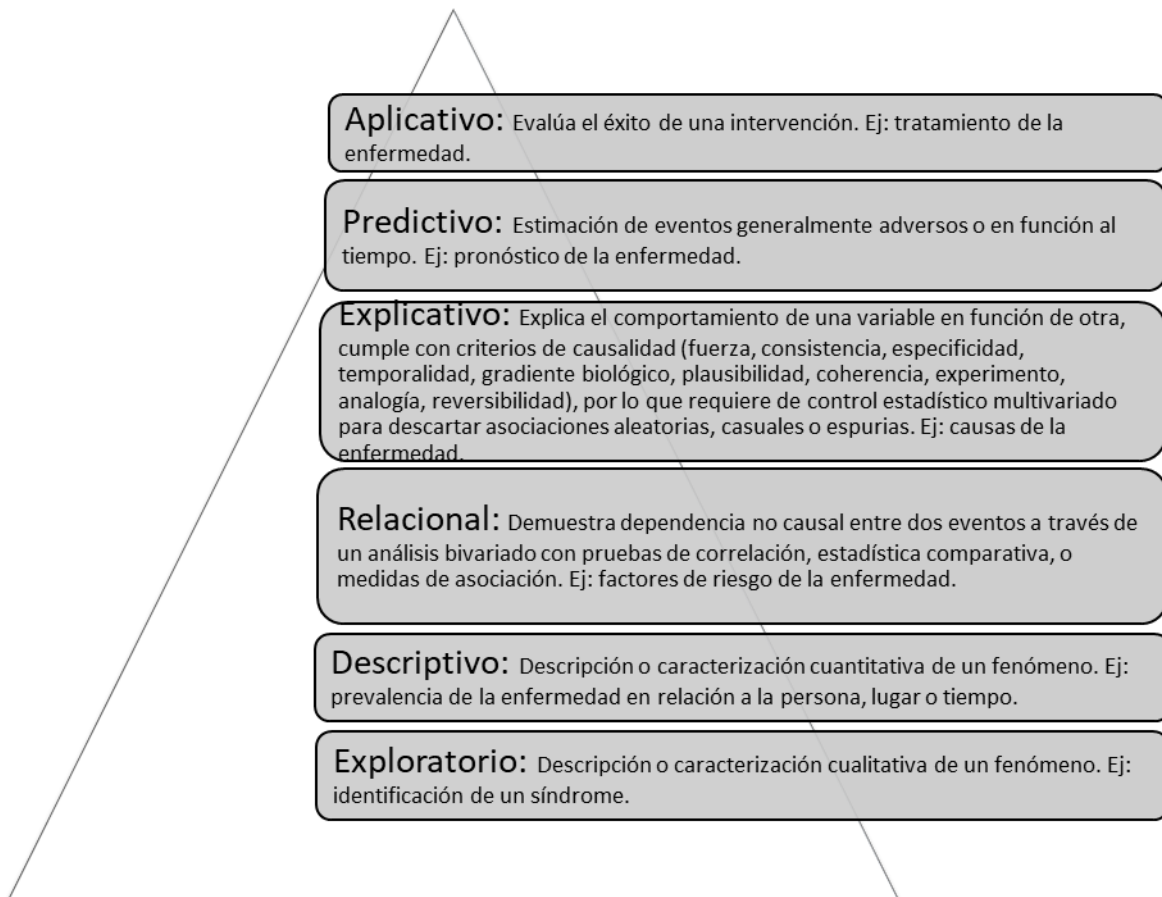 Aplicativo: Evalúa el éxito de una intervención. Ej: tratamiento de la
enfermedad.
Predictivo: Estimación de eventos generalmente adversos o en función al
tiempo. Ej: pronóstico de la enfermedad.
Explicativo: Explica el comportamiento de una variable en función de otra,
cumple con criterios de causalidad (fuerza, consistencia, especificidad,
temporalidad, gradiente biológico, plausibilidad, coherencia, experimento,
analogía, reversibilidad), por lo que requiere de control estadístico multivariado
para descartar asociaciones aleatorias, casuales o espurias. Ej: causas de la
enfermedad.
Relacional: Demuestra dependencia no causal entre dos eventos a través de
un análisis bivariado con pruebas de correlación, estadística comparativa, o
medidas de asociación. Ej: factores de riesgo de la enfermedad.
Descriptivo: Descripción o caracterización cuantitativa de un fenómeno. Ej:
prevalencia de la enfermedad en relación a la persona, lugar o tiempo.
Exploratorio: Descripción o caracterización cualitativa de un fenómeno. Ej:
identificación de un síndrome.